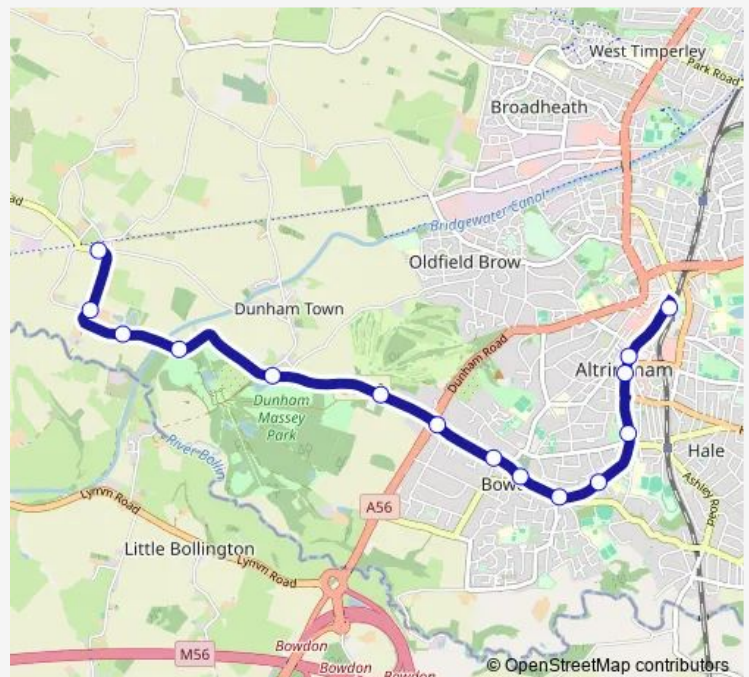 West Timperley
Park Road
Broadheath
Bridgewater Canal
Oldfield Brow
Dunham Town
Dunham Road
Altrincham
Dunham
Massey
Park
River Bollin
Hale
Ashley
Road
A56
Lymm Road
Little Bollington
Lymm Road
M56
Bowdon
Bowdon
Bowdon
© OpenStreetMap contributors